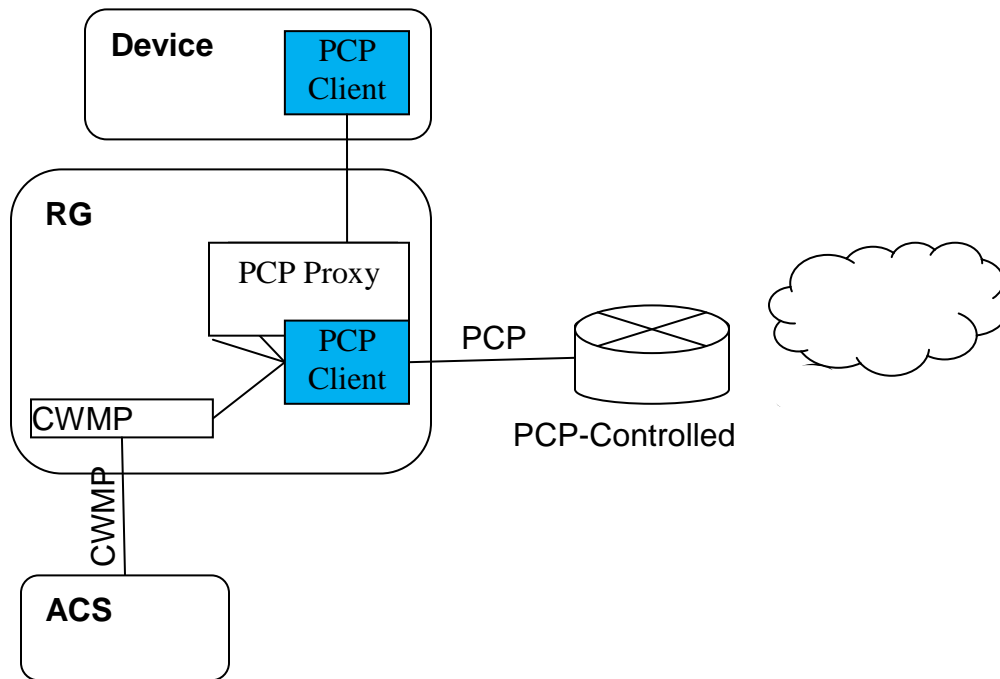 Device
PCP
Client
RG
PCP Proxy
PCP
Client
PCP
CWMP
PCP-Controlled
CWMP
ACS